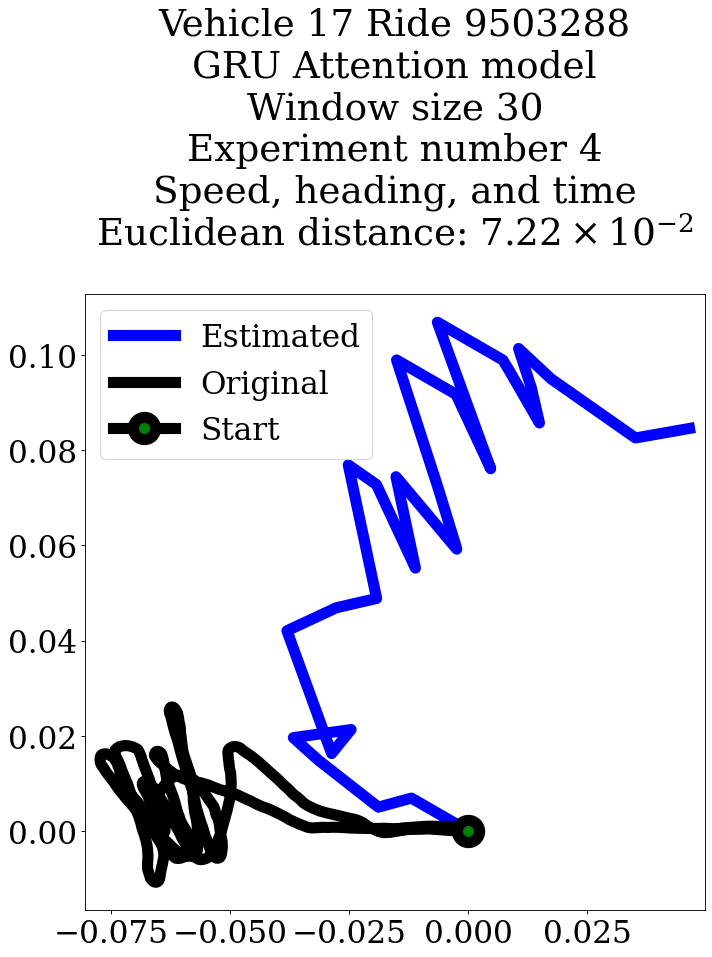 Vehicle 17 Ride 9503288
GRU Attention model
Window size 30
Experiment number 4
Speed, heading, and time
Euclidean distance: 7.22 × 10⁻²
Estimated
Original
Start
0.10
0.08
0.06
0.04
0.02
0.00
−0.075 −0.050 −0.025 0.000 0.025